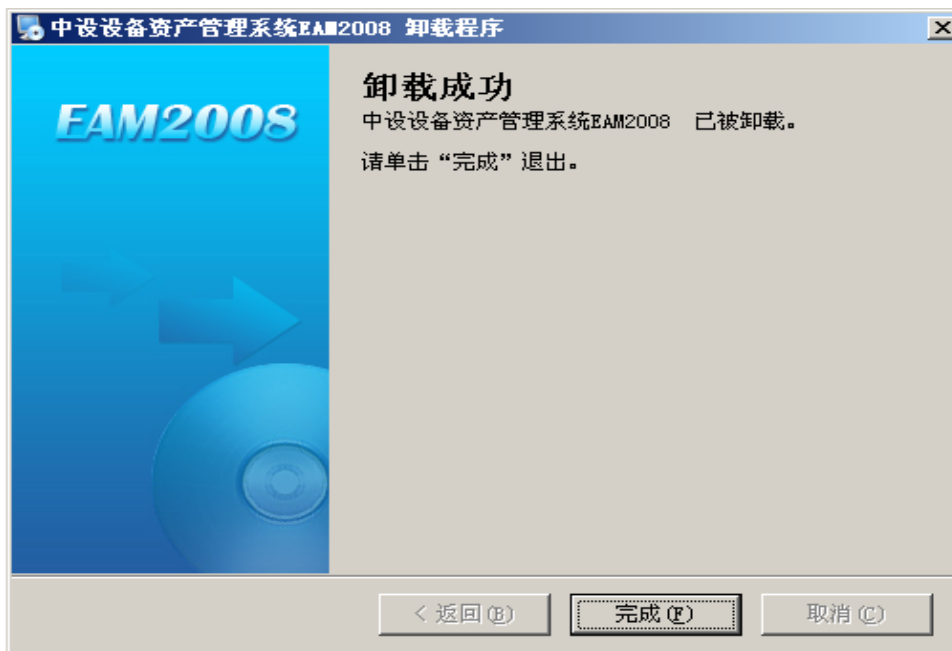 中设设备资产管理系统EAM2008 卸载程序
EAM2008
卸载成功
中设设备资产管理系统EAM2008 已被卸载。
请单击“完成”退出。
< 返回(B)
完成(F)
取消(C)